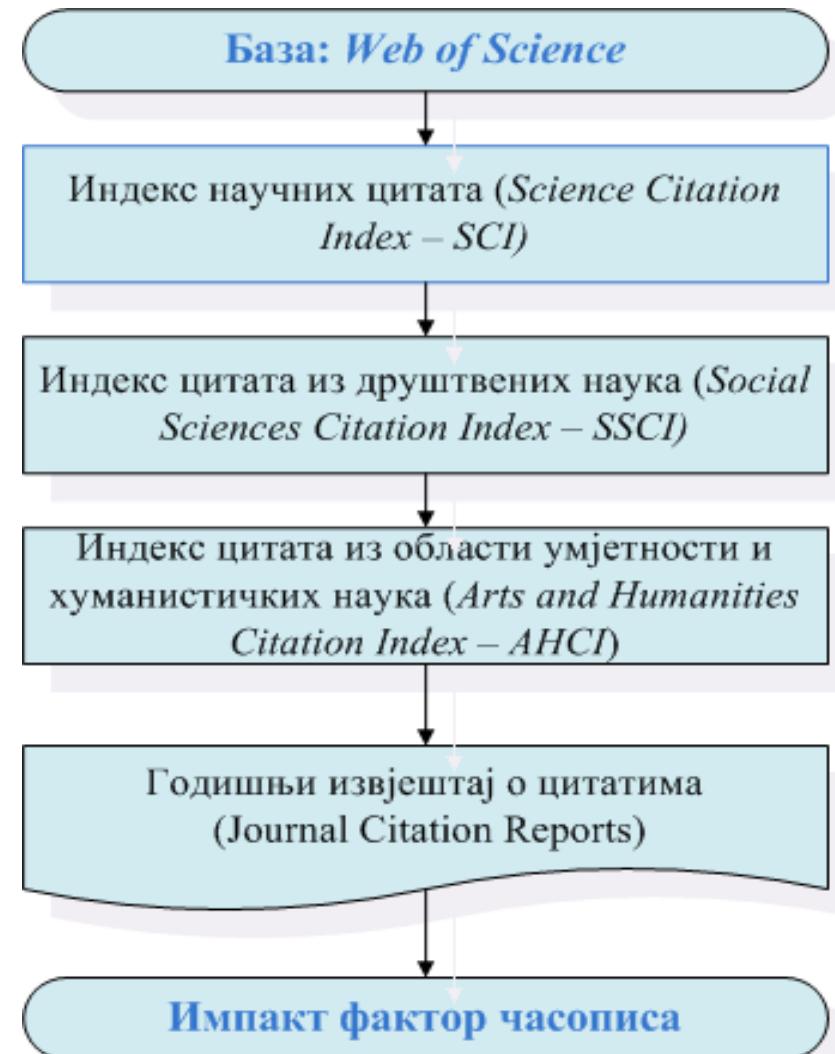 База: Web of Science
Индекс научних цитата (Science Citation
Index – SCI)
Индекс цитата из друштвених наука (Social
Sciences Citation Index – SSCI)
Индекс цитата из области умјетности и
хуманистичких наука (Arts and Humanities
Citation Index – AHCI)
Годишњи извјештај о цитатима
(Journal Citation Reports)
Импакт фактор часописа